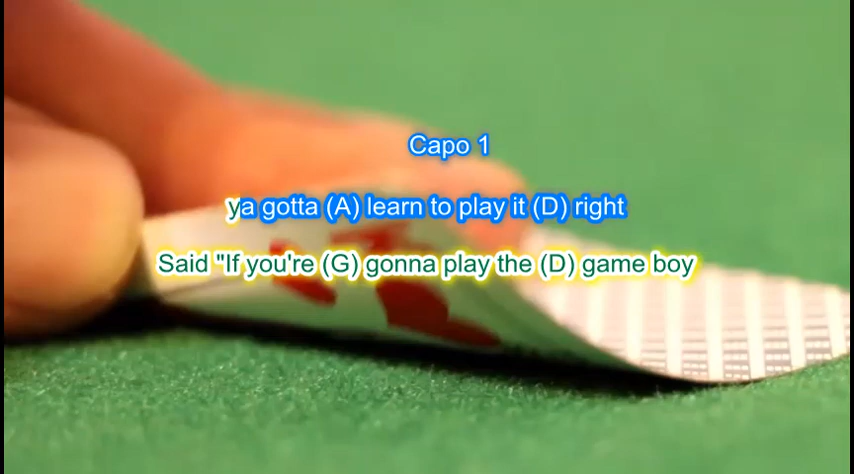 Capo 1
ya gotta (A) learn to play it (D) right
Said "If you're (G) gonna play the (D) game boy